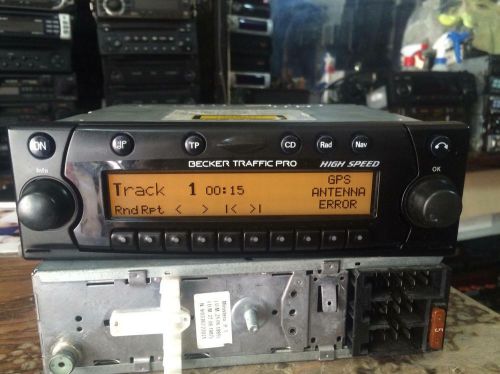 ON
TP
CD
Rad
Nav
Info
BECKER TRAFFIC PRO
HIGH SPEED
OK
Track 1 00:15
GPS
ANTENNA
ERROR
Rnd Rpt < > |< >|
5